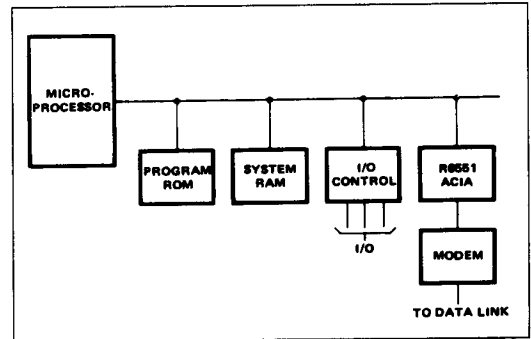 MICRO-
PROCESSOR
PROGRAM
ROM
SYSTEM
RAM
I/O
CONTROL
R6551
ACIA
I/O
MODEM
TO DATA LINK